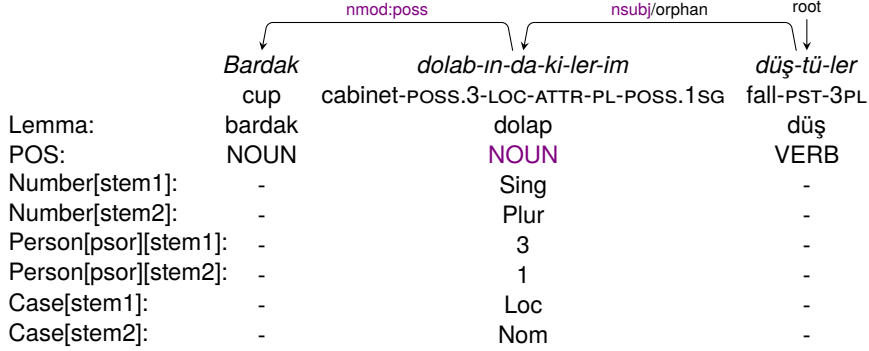 nmod:poss nsubj/orphan root
Bardak dolab-ın-da-ki-ler-im düş-tü-ler
cup cabinet-POSS.3-LOC-ATTR-PL-POSS.1SG fall-PST-3PL
Lemma: bardak dolap düş
POS: NOUN NOUN VERB
Number[stem1]: - Sing -
Number[stem2]: - Plur -
Person[psor][stem1]: - 3 -
Person[psor][stem2]: - 1 -
Case[stem1]: - Loc -
Case[stem2]: - Nom -